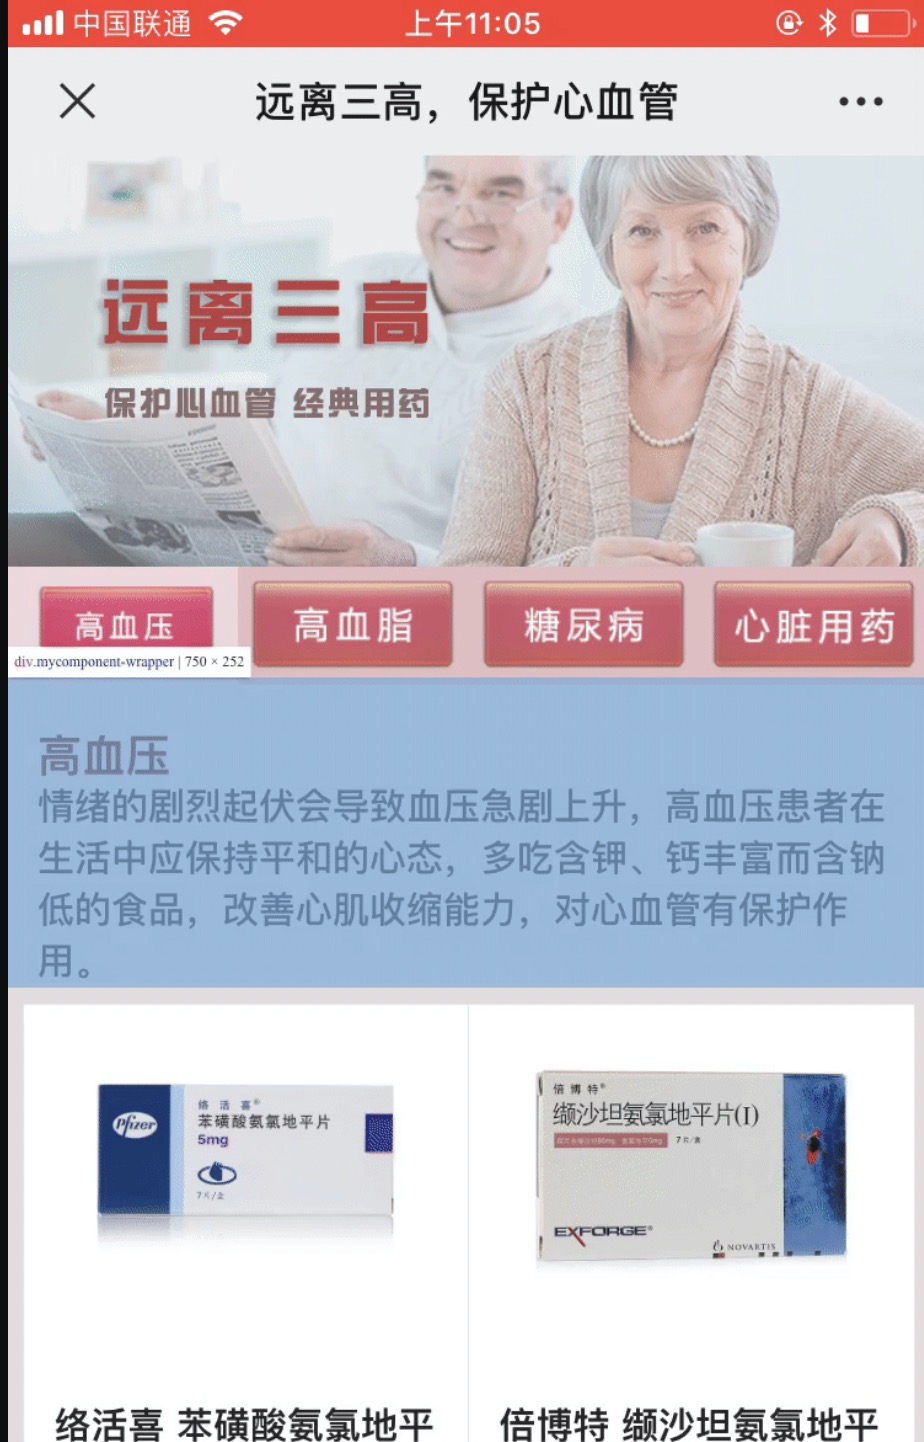 中国联通
上午11:05
远离三高，保护心血管
远离三高
保护心血管 经典用药
高血压
高血脂
糖尿病
心脏用药
div.mycomponent-wrapper | 750 × 252
高血压
情绪的剧烈起伏会导致血压急剧上升，高血压患者在
生活中应保持平和的心态，多吃含钾、钙丰富而含钠
低的食品，改善心肌收缩能力，对心血管有保护作
用。
Pfizer
络活喜®
苯磺酸氨氯地平片
5mg
7片/盒
倍博特®
缬沙坦氨氯地平片(I)
7片/盒
EXFORGE®
NOVARTIS
络活喜 苯磺酸氨氯地平
倍博特 缬沙坦氨氯地平